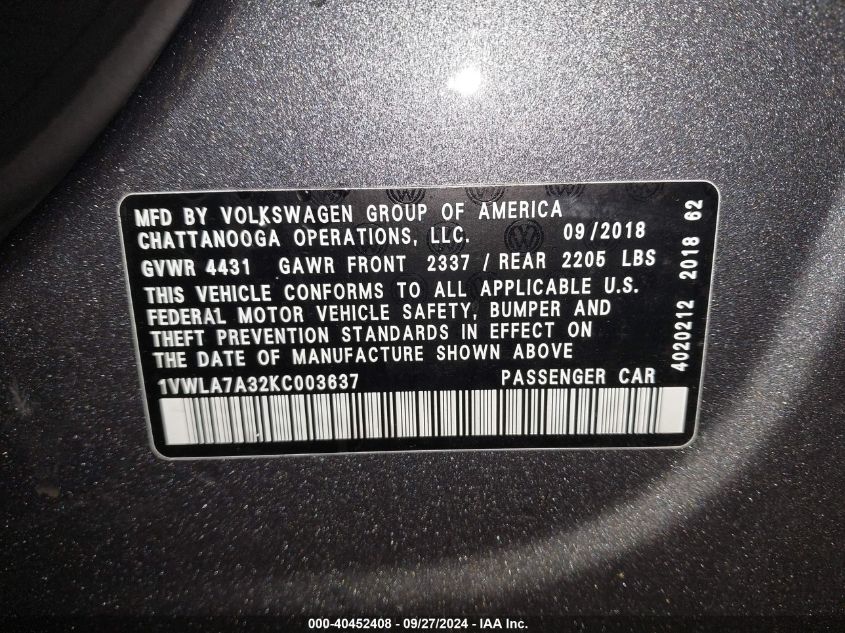 MFD BY VOLKSWAGEN GROUP OF AMERICA
CHATTANOOGA OPERATIONS, LLC. 09/2018
GVWR 4431 GAWR FRONT 2337 / REAR 2205 LBS
THIS VEHICLE CONFORMS TO ALL APPLICABLE U.S.
FEDERAL MOTOR VEHICLE SAFETY, BUMPER AND
THEFT PREVENTION STANDARDS IN EFFECT ON
THE DATE OF MANUFACTURE SHOWN ABOVE
1VWLA7A32KC003637 PASSENGER CAR
4020212 2018 62
000-40452408 - 09/27/2024 - IAA Inc.